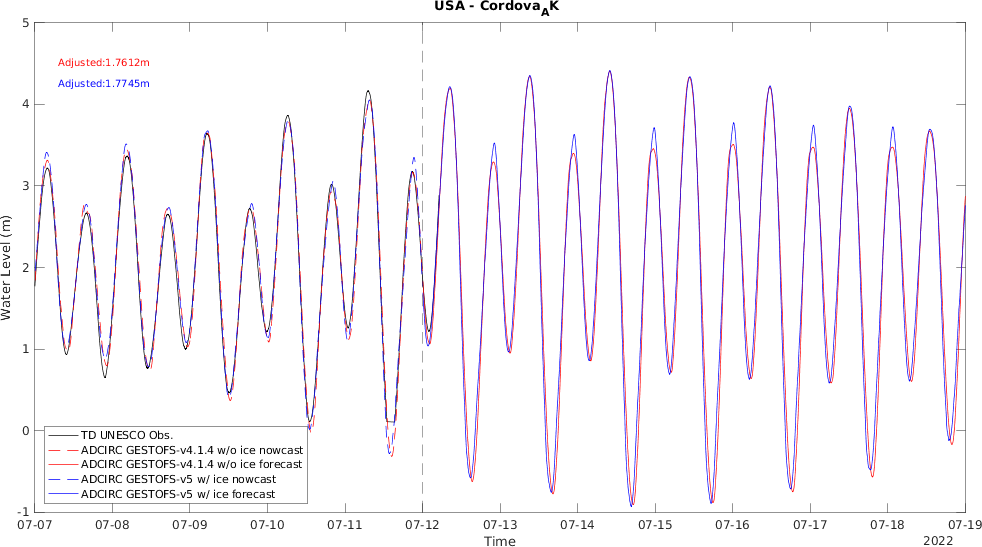 USA - CordovaAK
Adjusted:1.7612m
Adjusted:1.7745m
5
4
3
2
1
0
-1
Water Level (m)
TD UNESCO Obs.
ADCIRC GESTOFS-v4.1.4 w/o ice nowcast
ADCIRC GESTOFS-v4.1.4 w/o ice forecast
ADCIRC GESTOFS-v5 w/ ice nowcast
ADCIRC GESTOFS-v5 w/ ice forecast
07-07 07-08 07-09 07-10 07-11 07-12 07-13 07-14 07-15 07-16 07-17 07-18 07-19
Time
2022